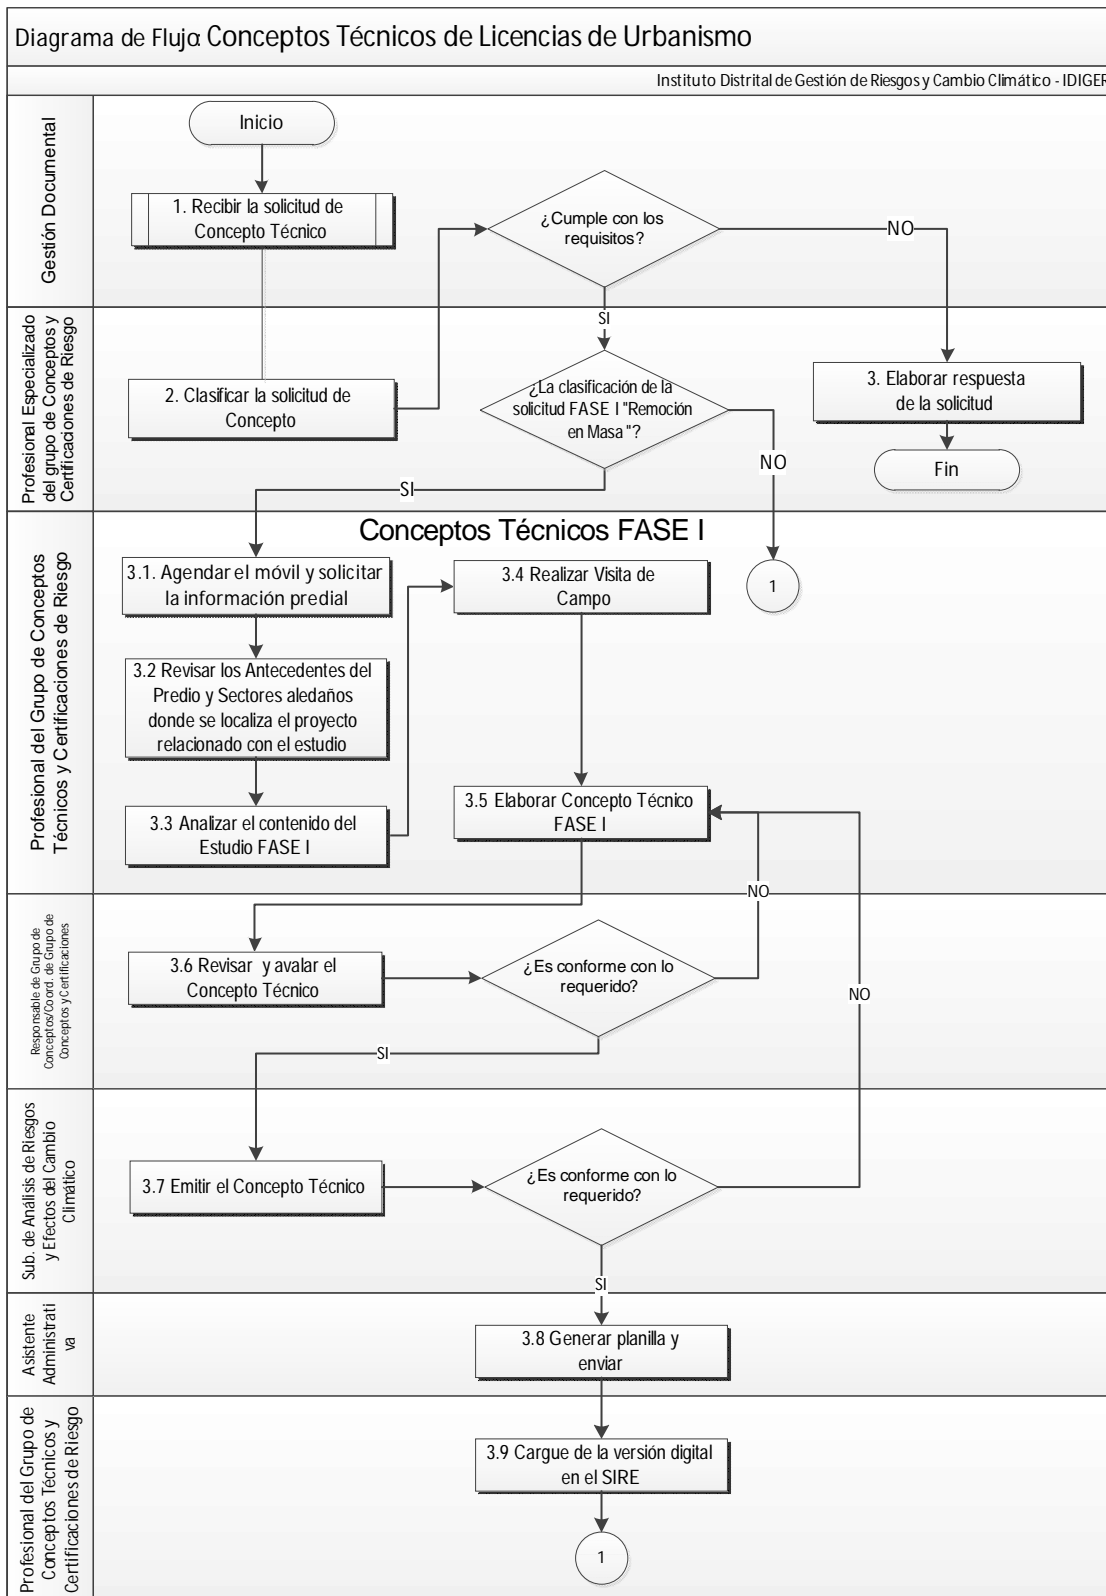 Diagrama de Flujo: Conceptos Técnicos de Licencias de Urbanismo
Instituto Distrital de Gestión de Riesgos y Cambio Climático - IDIGER
Gestión Documental
Inicio
1. Recibir la solicitud de
Concepto Técnico
¿Cumple con los
requisitos?
NO
SI
Profesional Especializado
del grupo de Conceptos y
Certificaciones de Riesgo
2. Clasificar la solicitud de
Concepto
¿La clasificación de la
solicitud FASE I "Remoción
en Masa "?
3. Elaborar respuesta
de la solicitud
Fin
NO
SI
Profesional del Grupo de Conceptos
Técnicos y Certificaciones de Riesgo
Conceptos Técnicos FASE I
3.1. Agendar el móvil y solicitar
la información predial
3.4 Realizar Visita de
Campo
1
3.2 Revisar los Antecedentes del
Predio y Sectores aledaños
donde se localiza el proyecto
relacionado con el estudio
3.3 Analizar el contenido del
Estudio FASE I
3.5 Elaborar Concepto Técnico
FASE I
NO
Responsable de Grupo de
Conceptos/Coord. de Grupo de
Conceptos y Certificaciones
3.6 Revisar y avalar el
Concepto Técnico
¿Es conforme con lo
requerido?
NO
SI
Sub. de Análisis de Riesgos
y Efectos del Cambio
Climático
3.7 Emitir el Concepto Técnico
¿Es conforme con lo
requerido?
SI
Asistente
Administrati
va
3.8 Generar planilla y
enviar
Profesional del Grupo de
Conceptos Técnicos y
Certificaciones de Riesgo
3.9 Cargue de la versión digital
en el SIRE
1